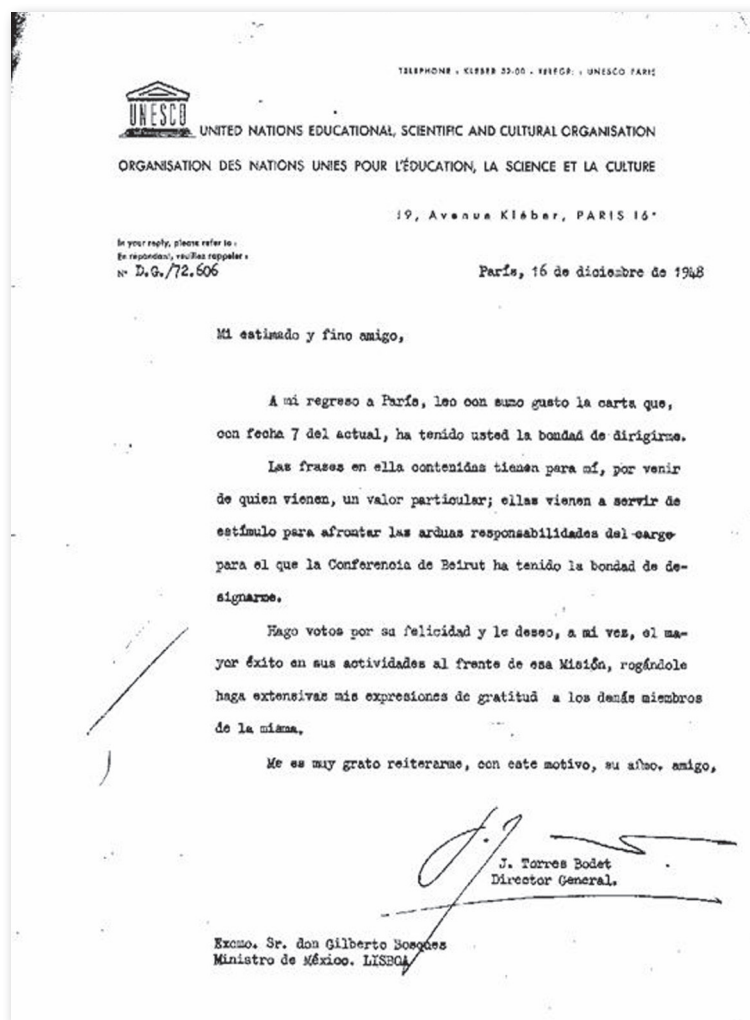 TELEPHONE : KLEBER 52-00 - TELEGR. : UNESCO PARIS
UNESCO
UNITED NATIONS EDUCATIONAL, SCIENTIFIC AND CULTURAL ORGANISATION
ORGANISATION DES NATIONS UNIES POUR L'ÉDUCATION, LA SCIENCE ET LA CULTURE
19, Avenue Kléber, PARIS 16e
In your reply, please refer to :
En répondant, veuillez rappeler :
N° D.G./72.606
París, 16 de diciembre de 1948
Mi estimado y fino amigo,
A mi regreso a París, leo con sumo gusto la carta que,
con fecha 7 del actual, ha tenido usted la bondad de dirigirme.
Las frases en ella contenidas tienen para mí, por venir
de quien vienen, un valor particular; ellas vienen a servir de
estímulo para afrontar las arduas responsabilidades del cargo
para el que la Conferencia de Beirut ha tenido la bondad de de-
signarme.
Hago votos por su felicidad y le deseo, a mi vez, el ma-
yor éxito en sus actividades al frente de esa Misión, rogándole
haga extensivas mis expresiones de gratitud a los demás miembros
de la misma.
Me es muy grato reiterarme, con este motivo, su afmo. amigo,
J. Torres Bodet
Director General.
Excmo. Sr. don Gilberto Bosques
Ministro de México. LISBOA